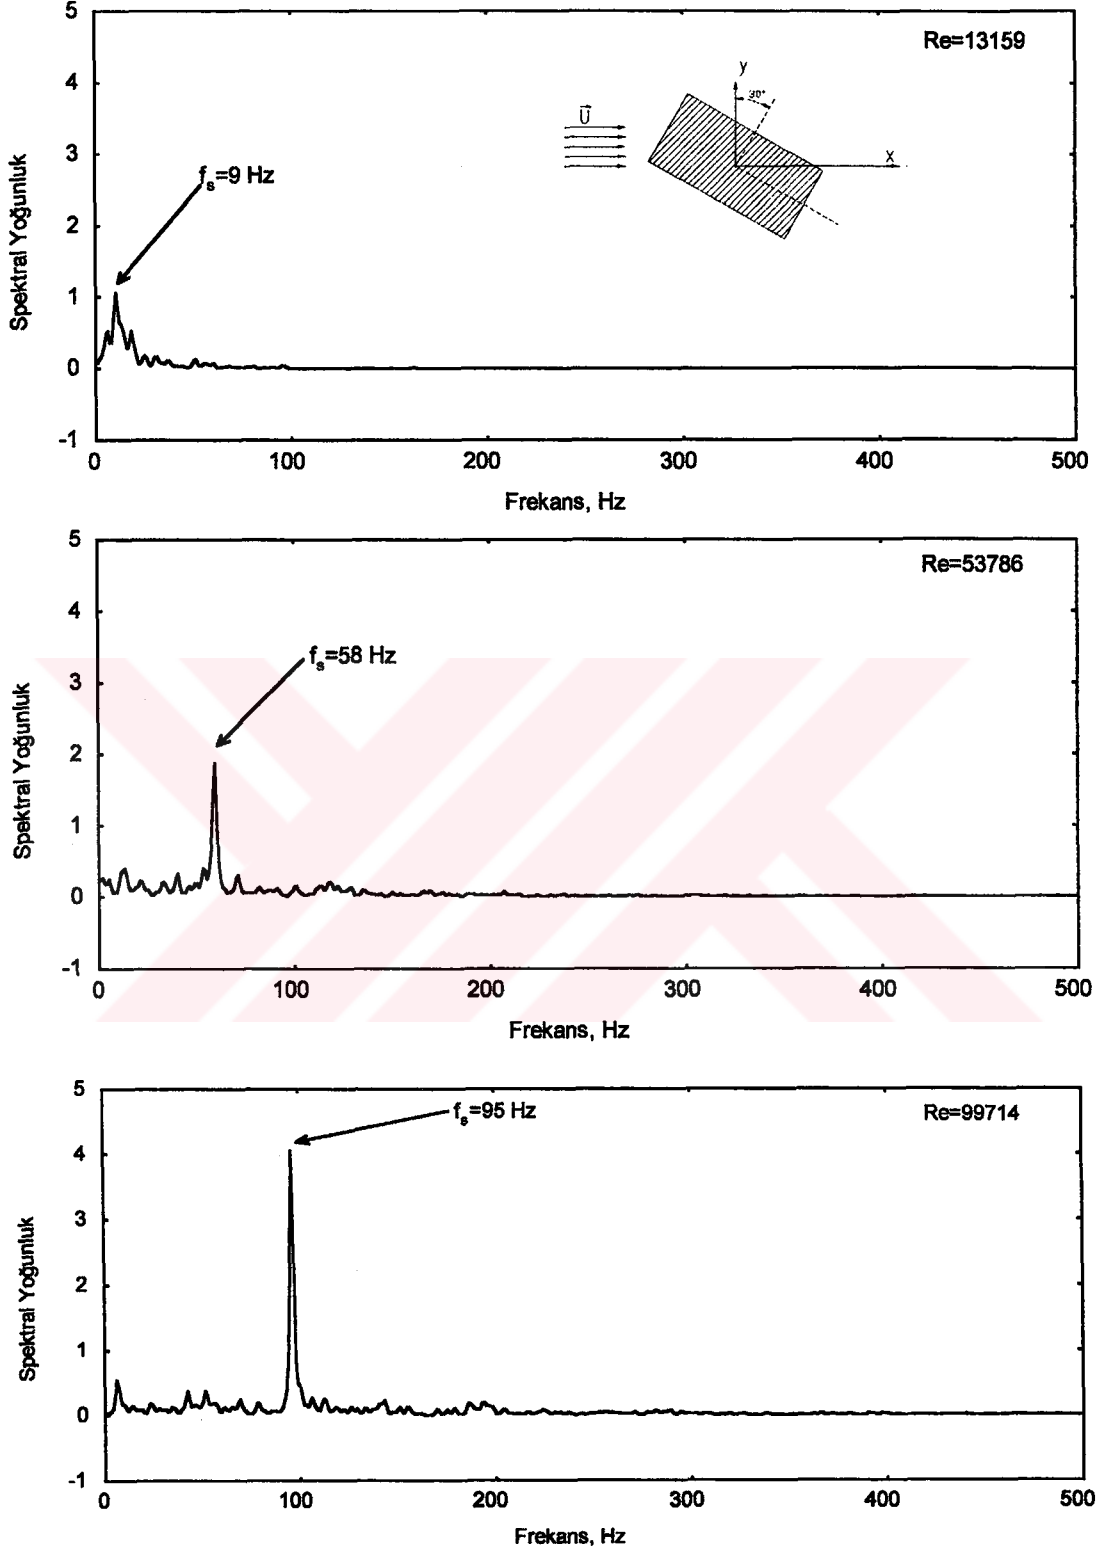 5
Re=13159
4
y
30°
U
3
x
Spektral Yoğunluk
f_s=9 Hz
2
1
0
-1
0 100 200 300 400 500
Frekans, Hz
5
Re=53786
4
f_s=58 Hz
3
Spektral Yoğunluk
2
1
0
-1
0 100 200 300 400 500
Frekans, Hz
5
f_s=95 Hz
Re=99714
4
3
Spektral Yoğunluk
2
1
0
-1
0 100 200 300 400 500
Frekans, Hz